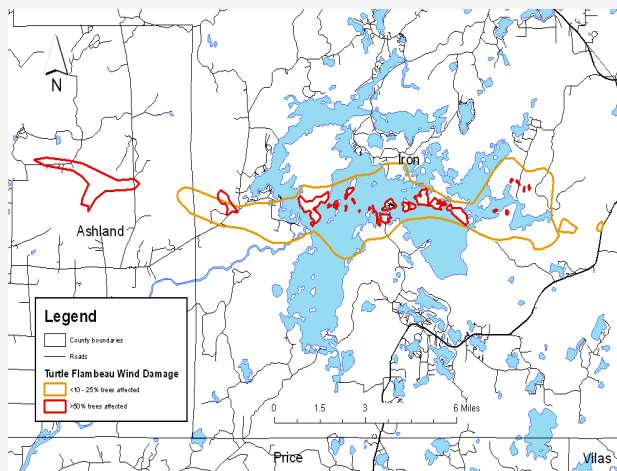 N
Iron
Ashland
Legend
County boundaries
Roads
Turtle Flambeau Wind Damage
<10 - 25% trees affected
>50% trees affected
0 1.5 3 6 Miles
Price
Vilas